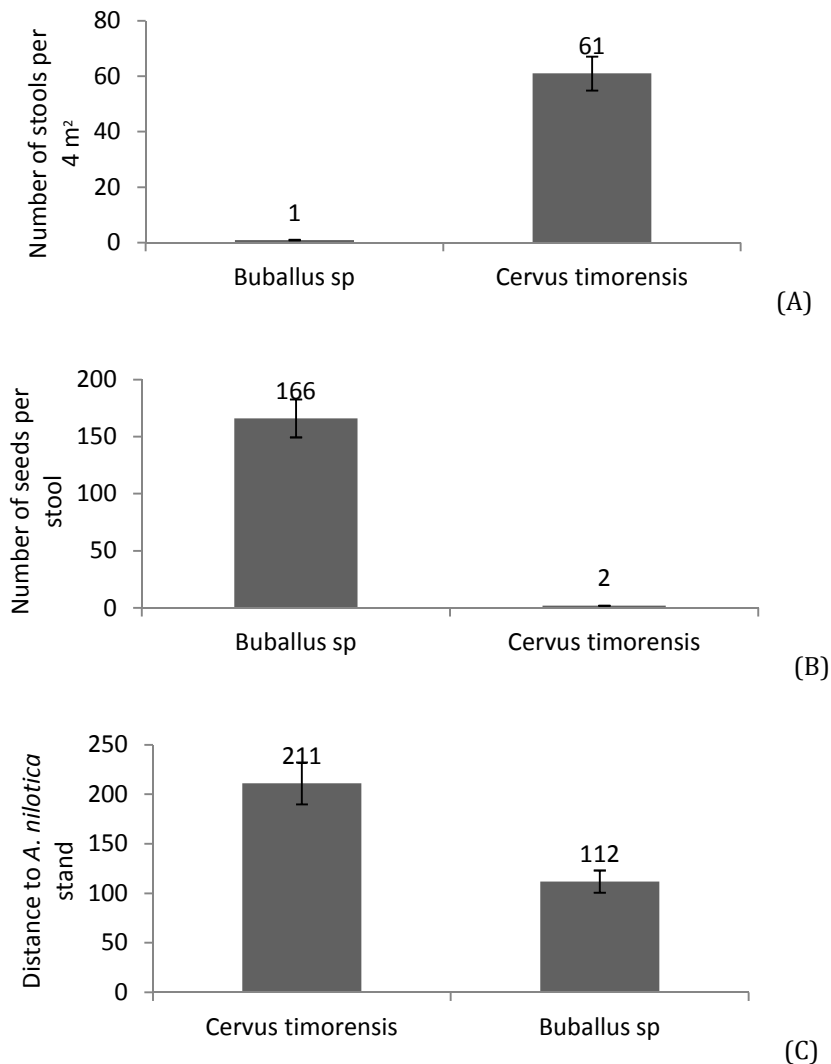 Number of stools per
4 m²
80
60
40
20
0
1
61
Buballus sp
Cervus timorensis
(A)
Number of seeds per
stool
200
150
100
50
0
166
2
Buballus sp
Cervus timorensis
(B)
Distance to A. nilotica
stand
250
200
150
100
50
0
211
112
Cervus timorensis
Buballus sp
(C)